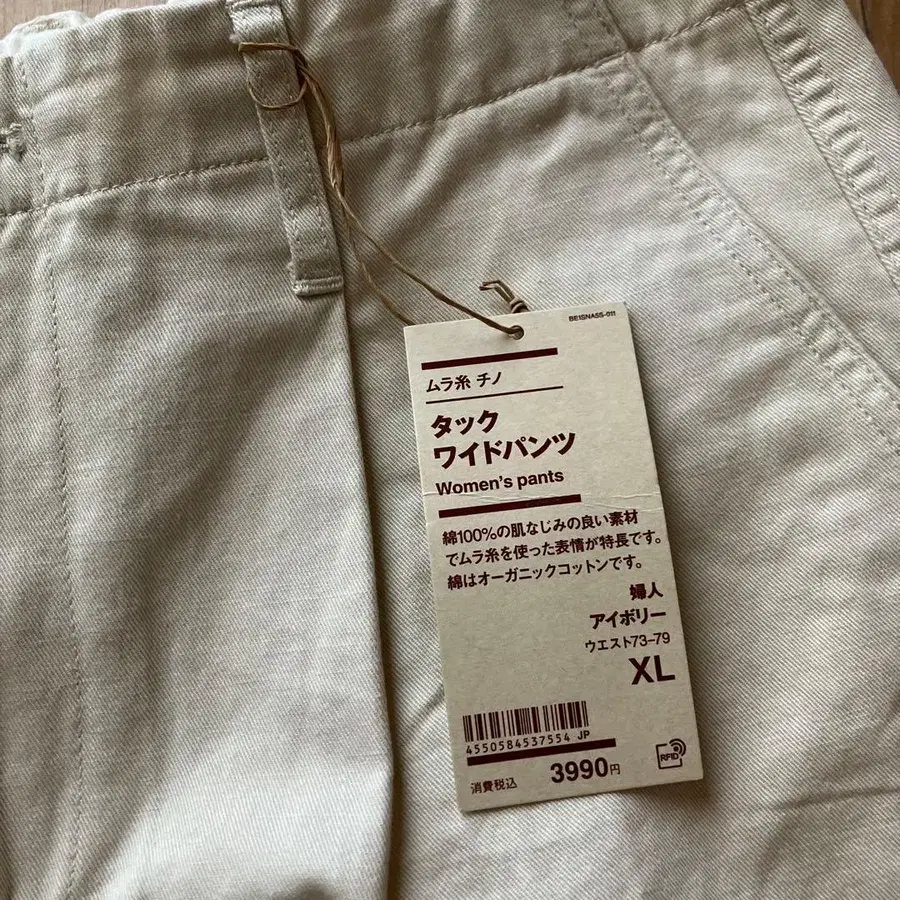 BE1SNA5S-011
ムラ糸 チノ
タック
ワイドパンツ
Women's pants
綿100%の肌なじみの良い素材
でムラ糸を使った表情が特長です。
綿はオーガニックコットンです。
婦人
アイボリー
ウエスト73-79
XL
4550584537554 JP
消費税込 3990円
RFID